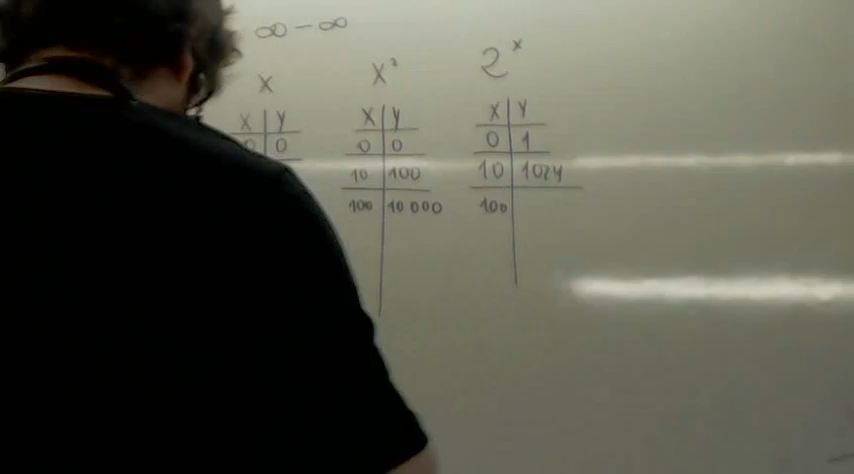 ∞ - ∞
x x² 2ˣ
x y x y x y
0 0 0 0 0 1
10 100 10 1024
100 10 000 100